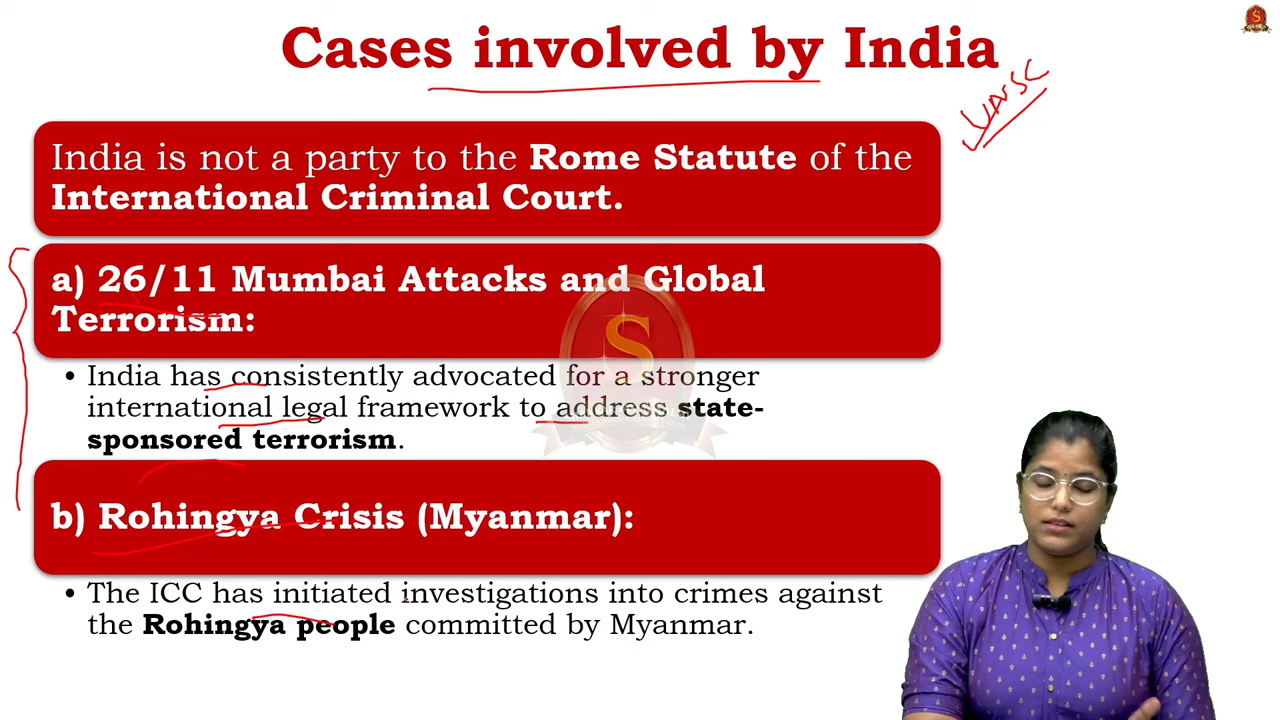 Cases involved by India
UNSC
India is not a party to the Rome Statute of the
International Criminal Court.
a) 26/11 Mumbai Attacks and Global
Terrorism:
• India has consistently advocated for a stronger
international legal framework to address state-
sponsored terrorism.
b) Rohingya Crisis (Myanmar):
• The ICC has initiated investigations into crimes against
the Rohingya people committed by Myanmar.
S